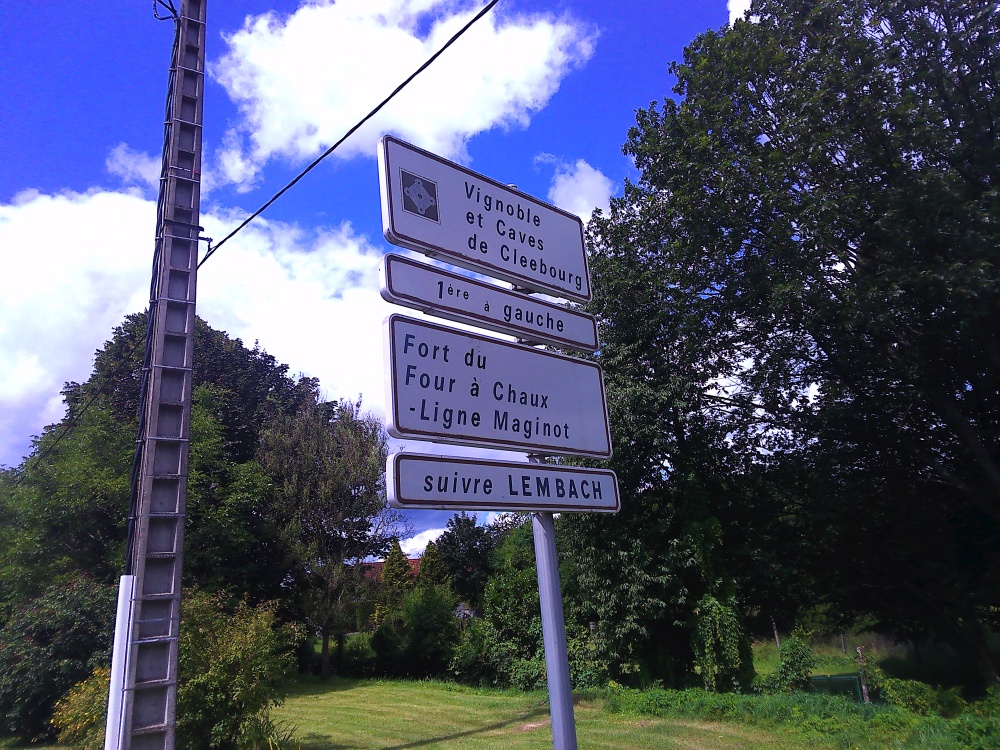 Vignoble
et Caves
de Cleebourg
1ère à gauche
Fort du
Four à Chaux
-Ligne Maginot
suivre LEMBACH